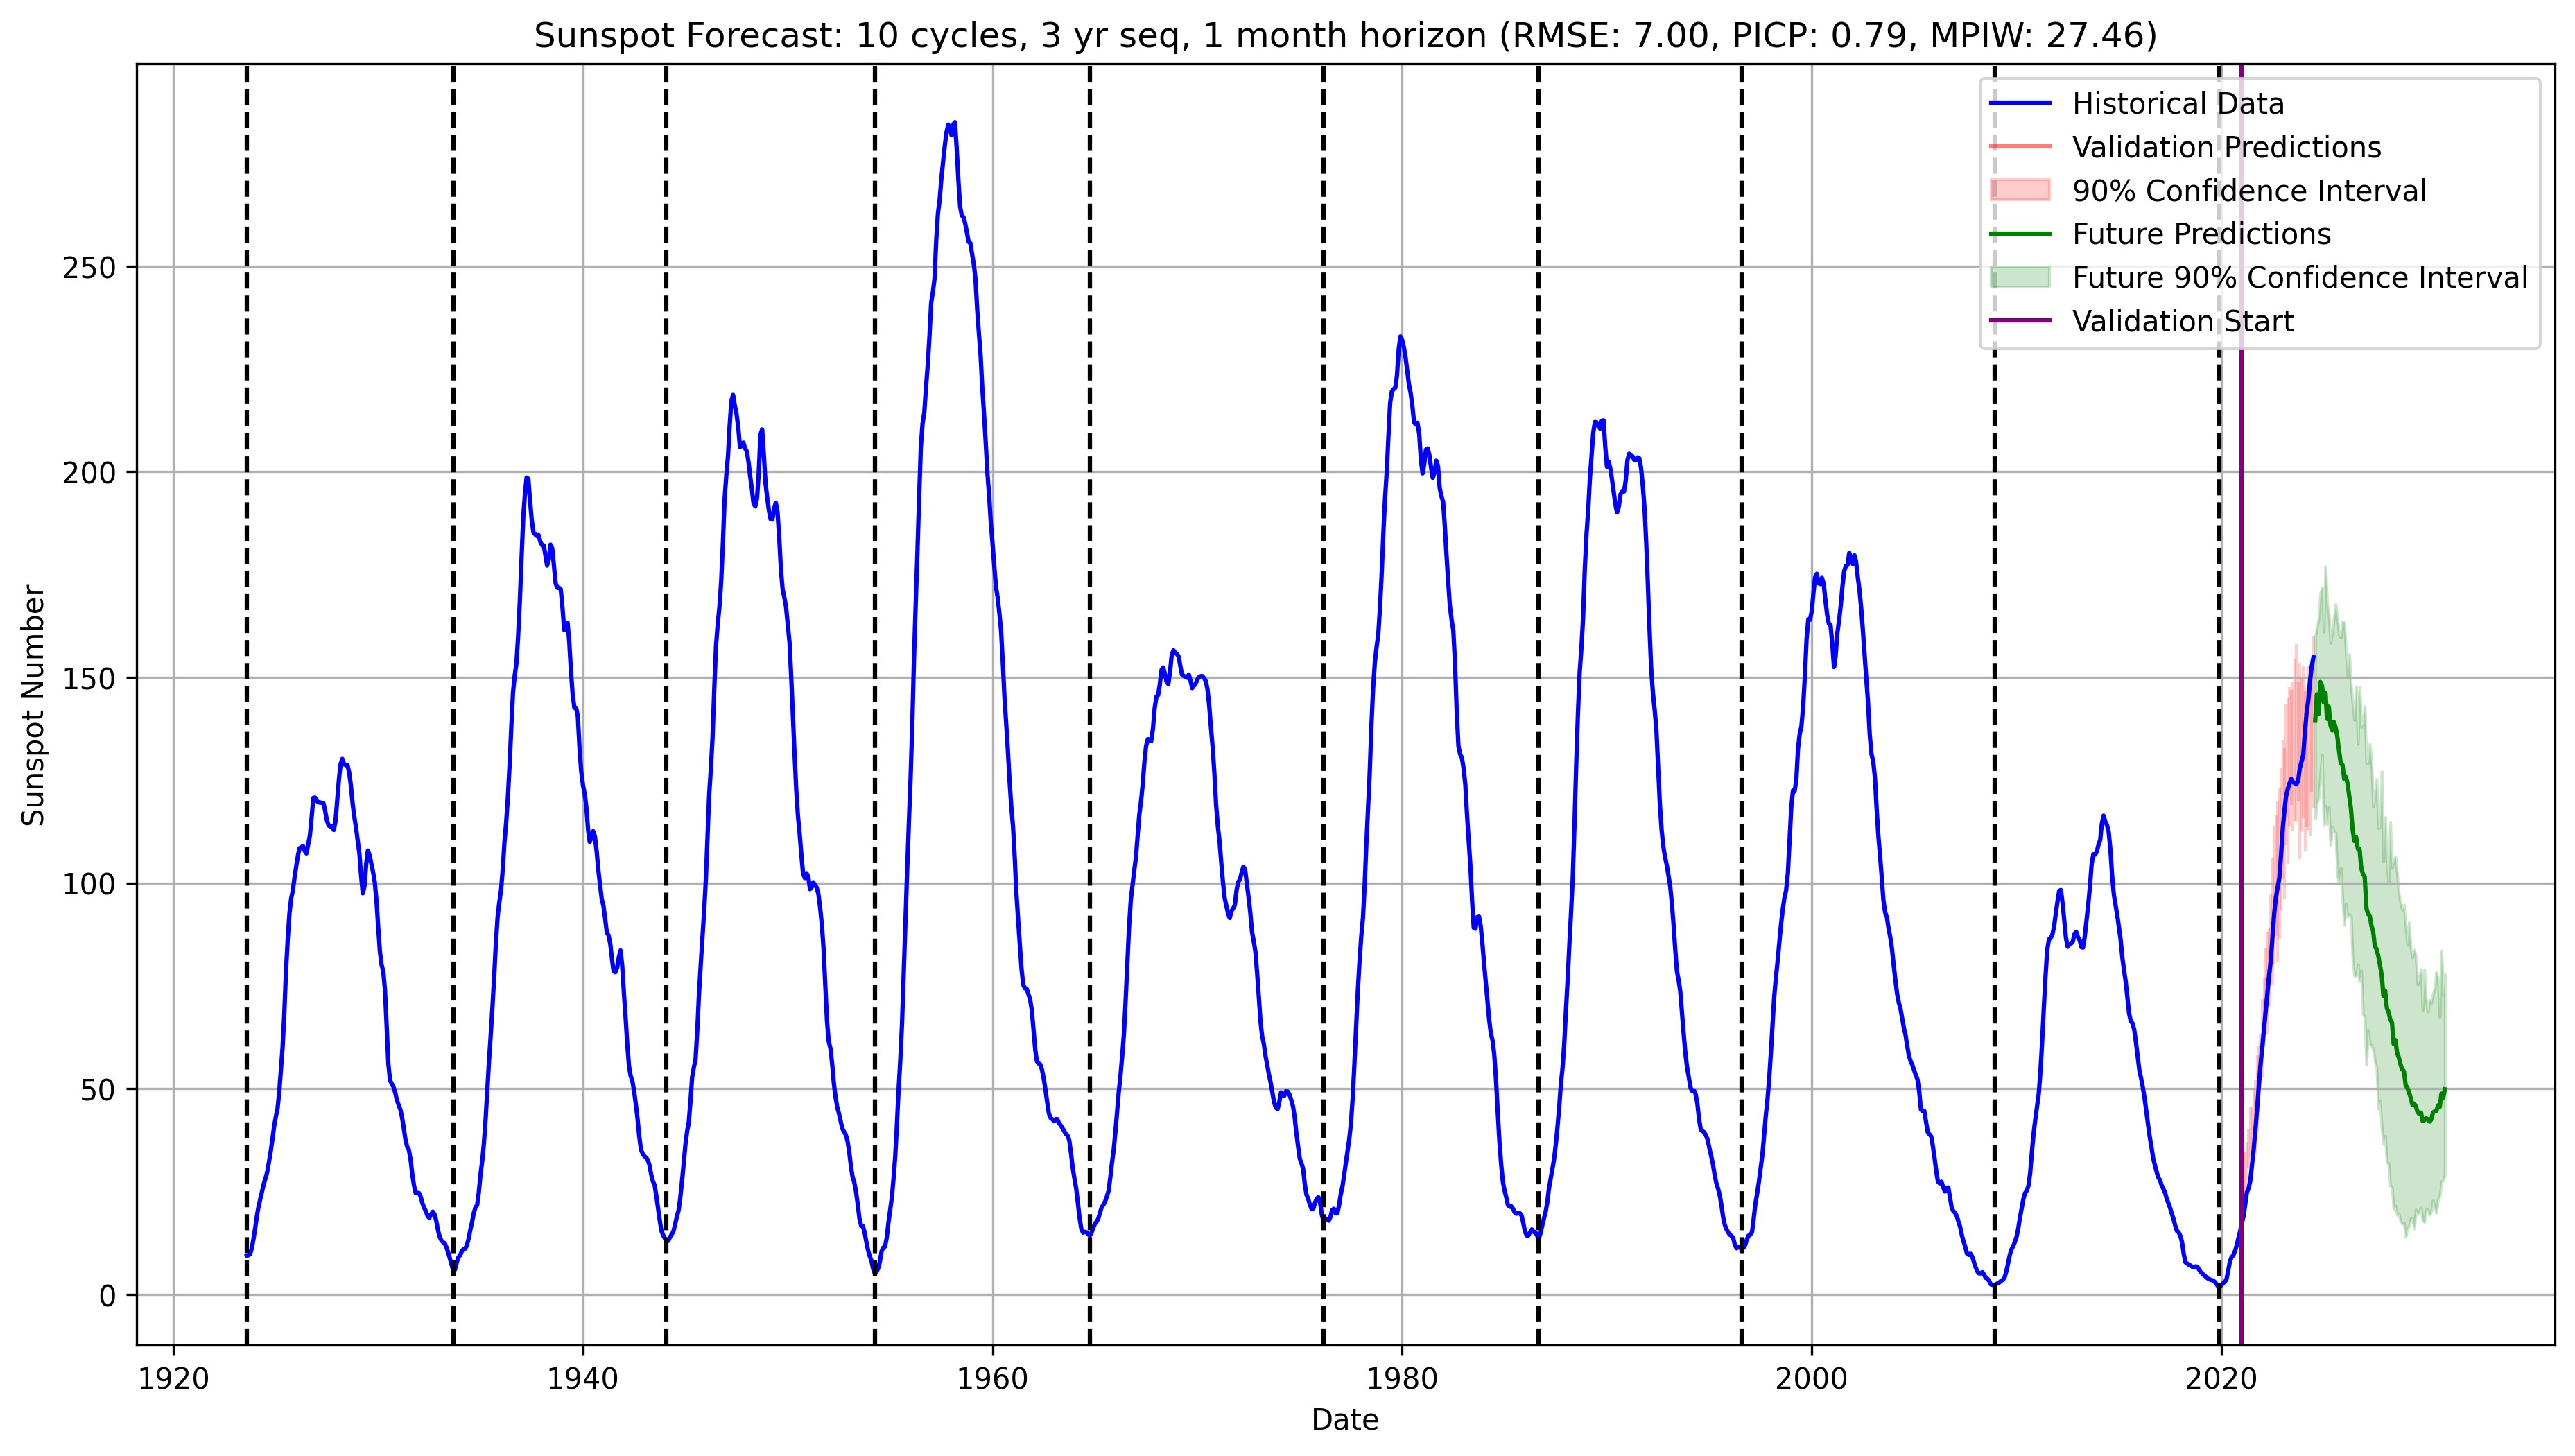 Sunspot Forecast: 10 cycles, 3 yr seq, 1 month horizon (RMSE: 7.00, PICP: 0.79, MPIW: 27.46)
Historical Data
Validation Predictions
90% Confidence Interval
Future Predictions
Future 90% Confidence Interval
Validation Start
Sunspot Number
250
200
150
100
50
0
1920 1940 1960 1980 2000 2020
Date